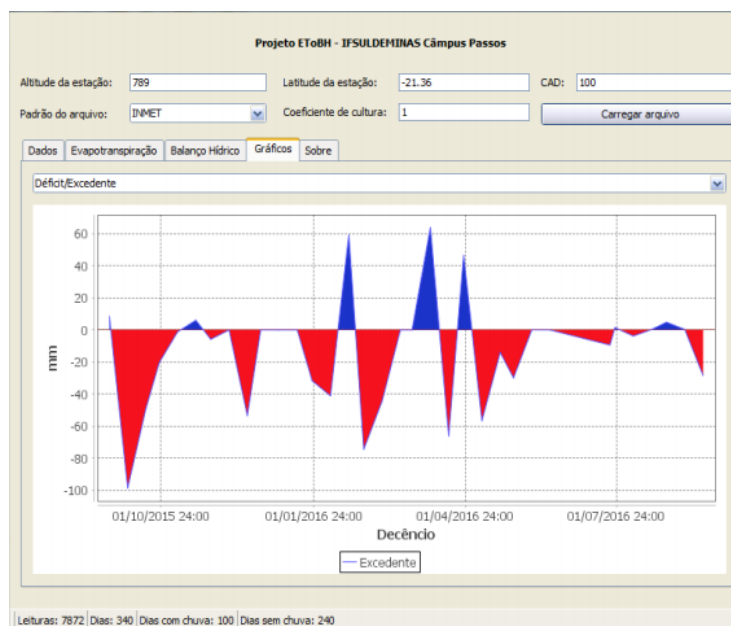 Projeto EToBH - IFSULDEMINAS Câmpus Passos
Altitude da estação: 789 Latitude da estação: -21.36 CAD: 100
Padrão do arquivo: INMET Coeficiente de cultura: 1 Carregar arquivo
Dados Evapotranspiração Balanço Hídrico Gráficos Sobre
Déficit/Excedente
60
40
20
0
-20
-40
-60
-80
-100
mm
01/10/2015 24:00 01/01/2016 24:00 01/04/2016 24:00 01/07/2016 24:00
Decêncio
Excedente
Leituras: 7872 Dias: 340 Dias com chuva: 100 Dias sem chuva: 240